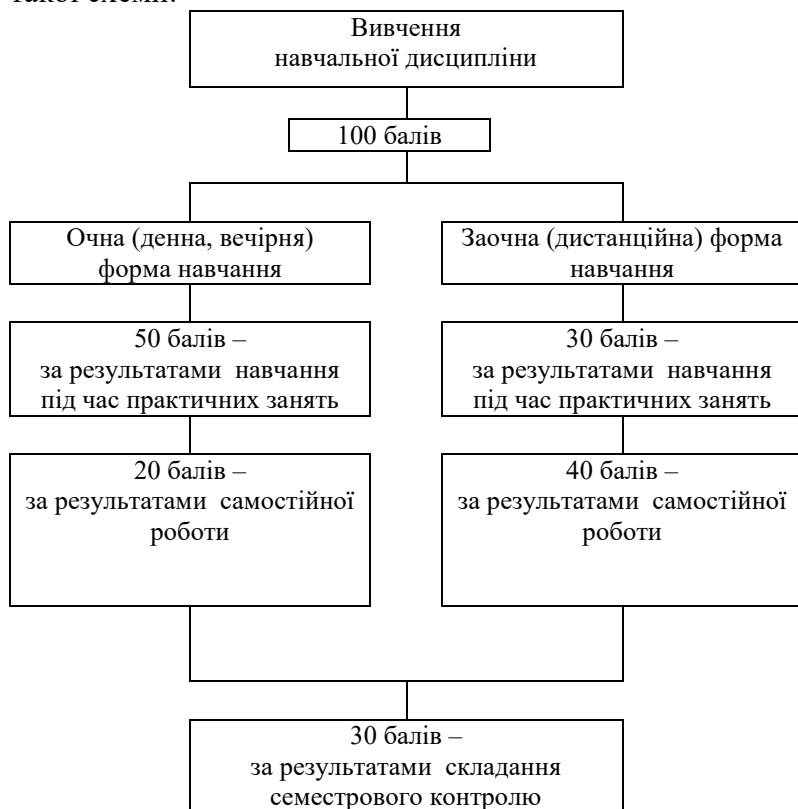 такої схеми:
Вивчення
навчальної дисципліни
100 балів
Очна (денна, вечірня)
форма навчання
Заочна (дистанційна) форма
навчання
50 балів –
за результатами навчання
під час практичних занять
30 балів –
за результатами навчання
під час практичних занять
20 балів –
за результатами самостійної
роботи
40 балів –
за результатами самостійної
роботи
30 балів –
за результатами складання
семестрового контролю